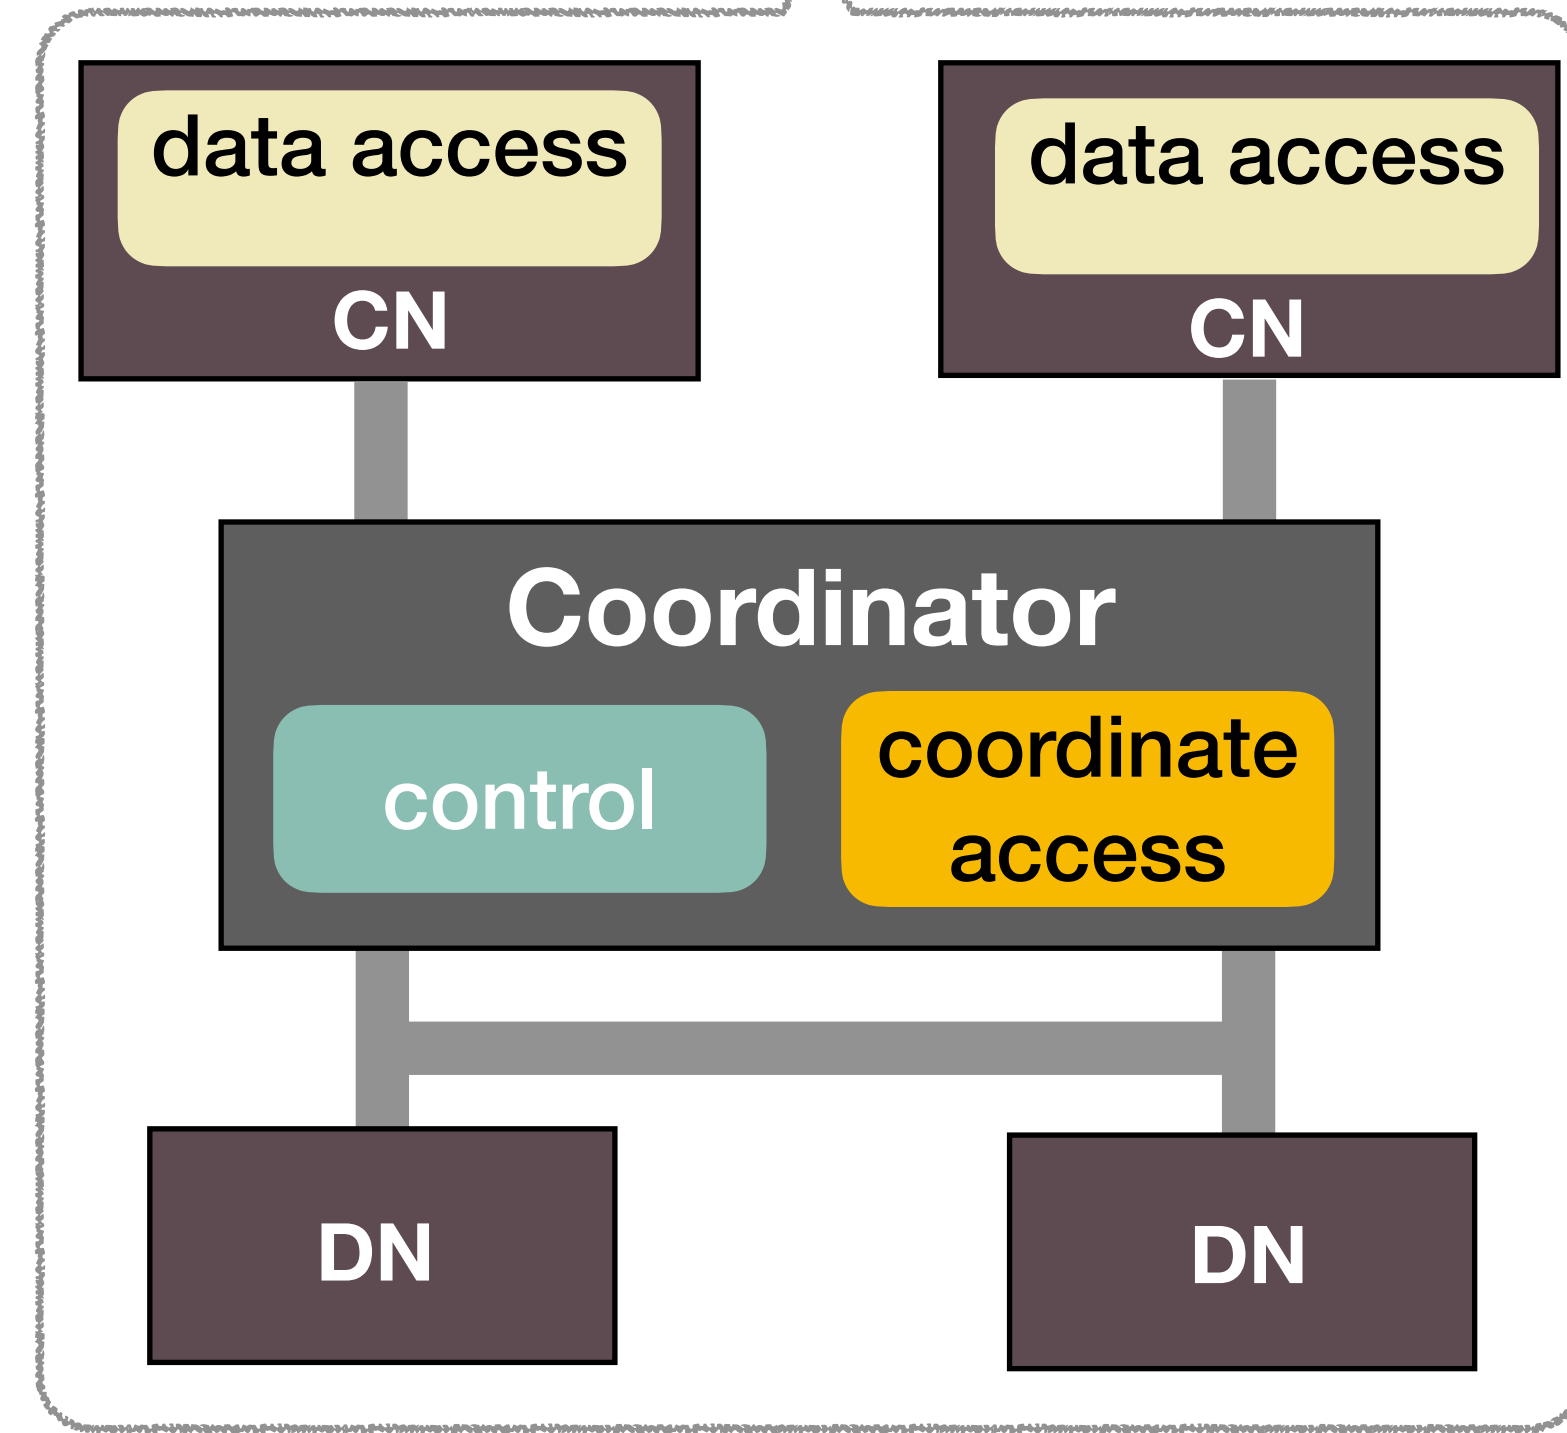 data access
CN
data access
CN
Coordinator
control
coordinate
access
DN
DN